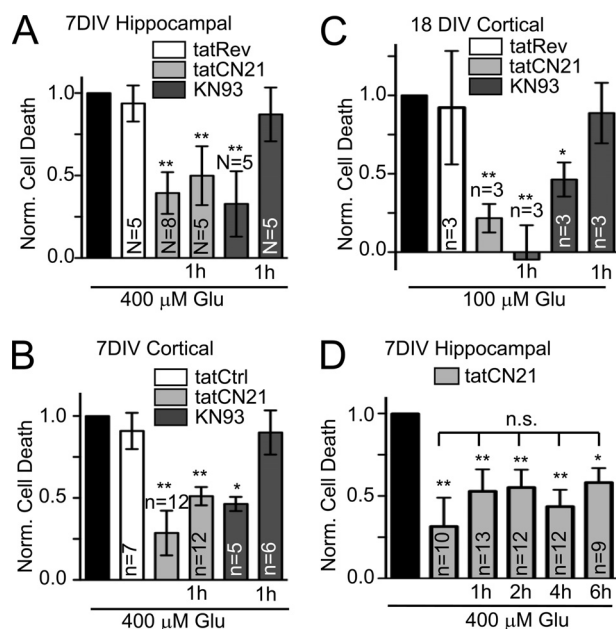 A
7DIV Hippocampal
tatRev
tatCN21
KN93
Norm. Cell Death
1.0
0.5
0.0
N=5
**
N=8
**
N=5
**
N=5
N=5
1h
1h
400 μM Glu
C
18 DIV Cortical
tatRev
tatCN21
KN93
Norm. Cell Death
1.0
0.5
0.0
n=3
**
n=3
**
n=3
*
n=3
n=3
1h
1h
100 μM Glu
B
7DIV Cortical
tatCtrl
tatCN21
KN93
Norm. Cell Death
1.0
0.5
0.0
n=7
**
n=12
**
n=12
*
n=5
n=6
1h
1h
400 μM Glu
D
7DIV Hippocampal
tatCN21
Norm. Cell Death
1.0
0.5
0.0
n.s.
**
n=10
**
n=13
**
n=12
**
n=12
*
n=9
1h
2h
4h
6h
400 μM Glu